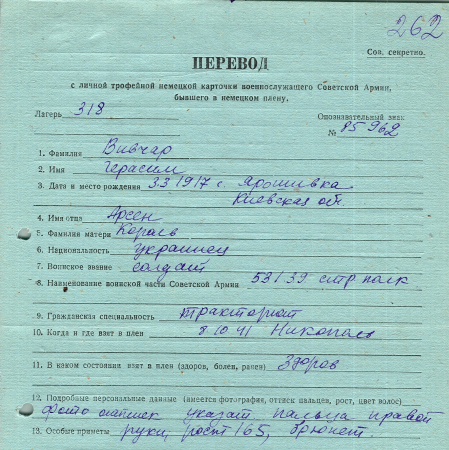 262
Сов. секретно.
ПЕРЕВОД
с личной трофейной немецкой карточки военнослужащего Советской Армии,
бывшего в немецком плену.
Лагерь 318
Опознавательный знак
№ 85962
1. Фамилия Вивчар
2. Имя Герасим
3. Дата и место рождения 3.3 1917 с. Ярошивка
Киевская об.
4. Имя отца Арсен
5. Фамилия матери Король
6. Национальность украинец
7. Воинское звание солдат
8. Наименование воинской части Советской Армии 53139 стр полк
9. Гражданская специальность тракторист
10. Когда и где взят в плен 8 10 41 Никополь
11. В каком состоянии взят в плен (здоров, болен, ранен) здоров
12. Подробные персональные данные (имеется фотография, оттиск пальцев, рост, цвет волос)
Фото указат. пальца правой
13. Особые приметы руки, рост 165, брюнет.